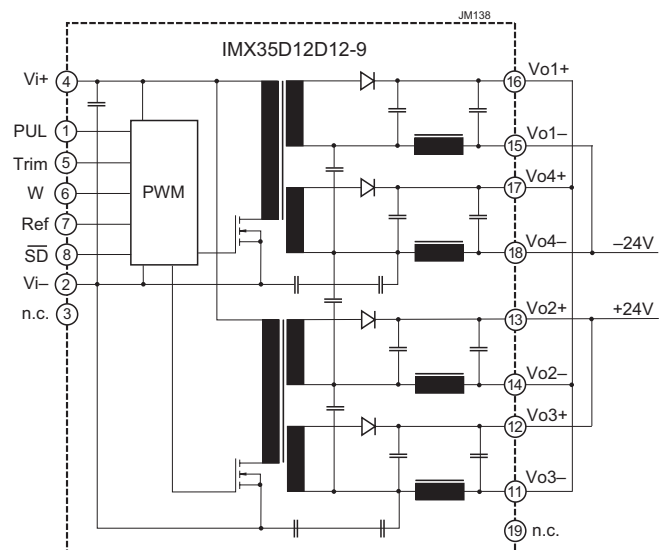 JM138
IMX35D12D12-9
Vi+ 4
PUL 1
Trim 5
W 6
Ref 7
SD 8
Vi– 2
n.c. 3
PWM
16 Vo1+
15 Vo1–
17 Vo4+
18 Vo4– –24V
13 Vo2+ +24V
14 Vo2–
12 Vo3+
11 Vo3–
19 n.c.